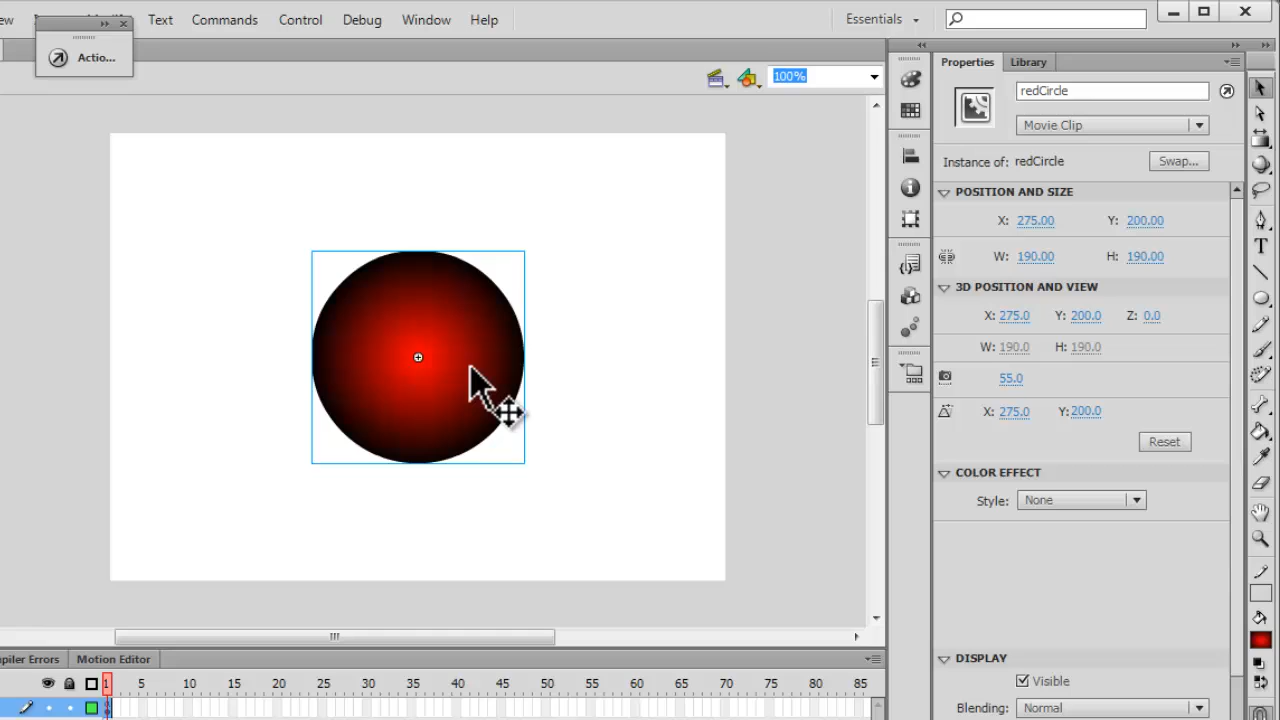 Text Commands Control Debug Window Help Essentials
Actio...
100%
Properties Library
redCircle
Movie Clip
Instance of: redCircle Swap...
POSITION AND SIZE
X: 275.00 Y: 200.00
W: 190.00 H: 190.00
3D POSITION AND VIEW
X: 275.0 Y: 200.0 Z: 0.0
W: 190.0 H: 190.0
55.0
X: 275.0 Y: 200.0
Reset
COLOR EFFECT
Style: None
piler Errors Motion Editor
DISPLAY
1 5 10 15 20 25 30 35 40 45 50 55 60 65 70 75 80 85
Visible
Blending: Normal